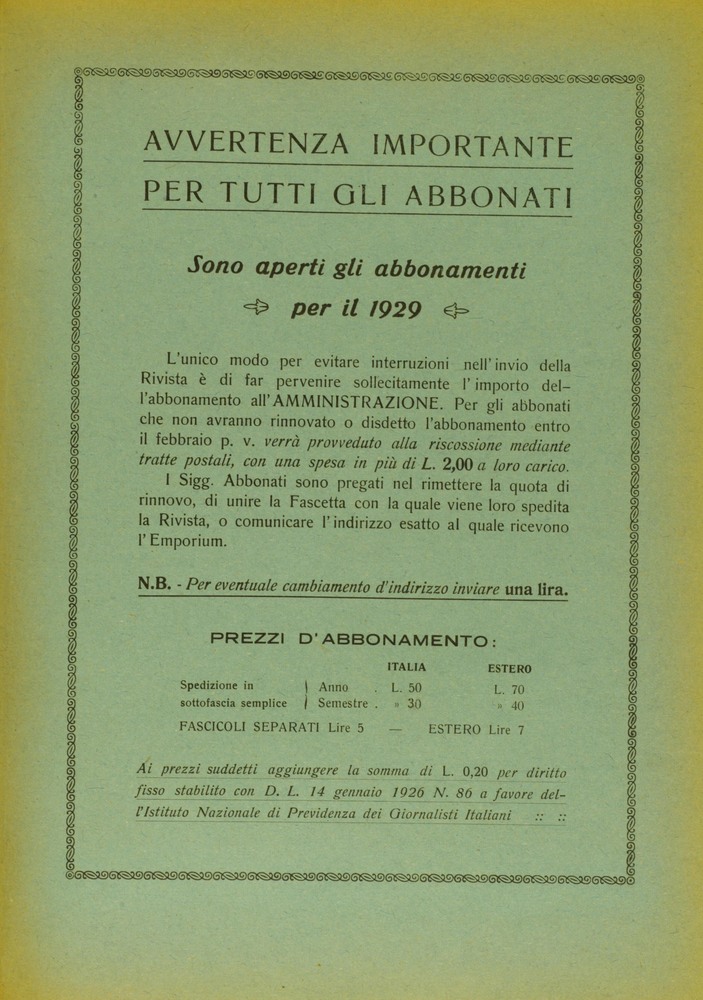 AVVERTENZA IMPORTANTE
PER TUTTI GLI ABBONATI
Sono aperti gli abbonamenti
per il 1929
L'unico modo per evitare interruzioni nell'invio della
Rivista è di far pervenire sollecitamente l'importo del-
l'abbonamento all'AMMINISTRAZIONE. Per gli abbonati
che non avranno rinnovato o disdetto l'abbonamento entro
il febbraio p. v. verrà provveduto alla riscossione mediante
tratte postali, con una spesa in più di L. 2,00 a loro carico.
I Sigg. Abbonati sono pregati nel rimettere la quota di
rinnovo, di unire la Fascetta con la quale viene loro spedita
la Rivista, o comunicare l'indirizzo esatto al quale ricevono
l'Emporium.
N.B. - Per eventuale cambiamento d'indirizzo inviare una lira.
PREZZI D'ABBONAMENTO:
ITALIA ESTERO
Spedizione in ) Anno . L. 50 L. 70
sottofascia semplice ) Semestre . » 30 » 40
FASCICOLI SEPARATI Lire 5 — ESTERO Lire 7
Ai prezzi suddetti aggiungere la somma di L. 0,20 per diritto
fisso stabilito con D. L. 14 gennaio 1926 N. 86 a favore del-
l'Istituto Nazionale di Previdenza dei Giornalisti Italiani :: ::